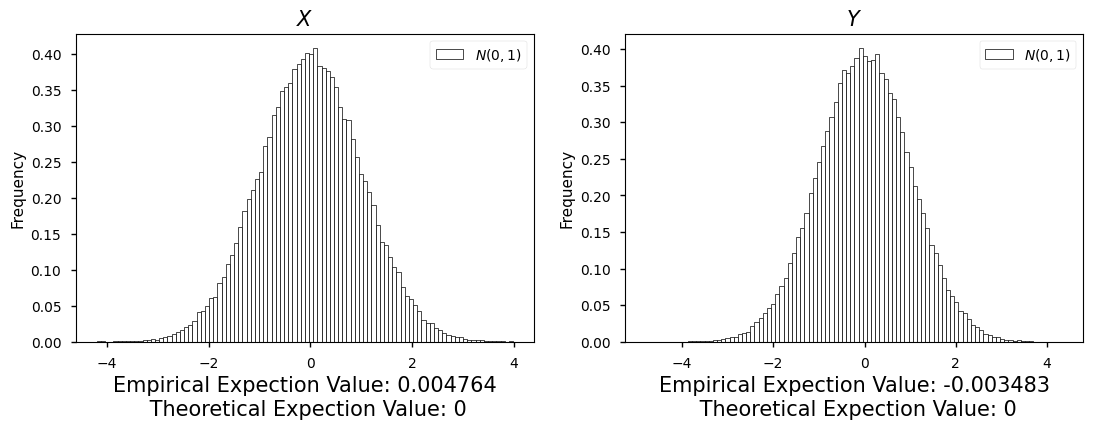 X
Frequency
0.40
0.35
0.30
0.25
0.20
0.15
0.10
0.05
0.00
N(0, 1)
−4 −2 0 2 4
Empirical Expection Value: 0.004764
Theoretical Expection Value: 0
Y
Frequency
0.40
0.35
0.30
0.25
0.20
0.15
0.10
0.05
0.00
N(0, 1)
−4 −2 0 2 4
Empirical Expection Value: -0.003483
Theoretical Expection Value: 0